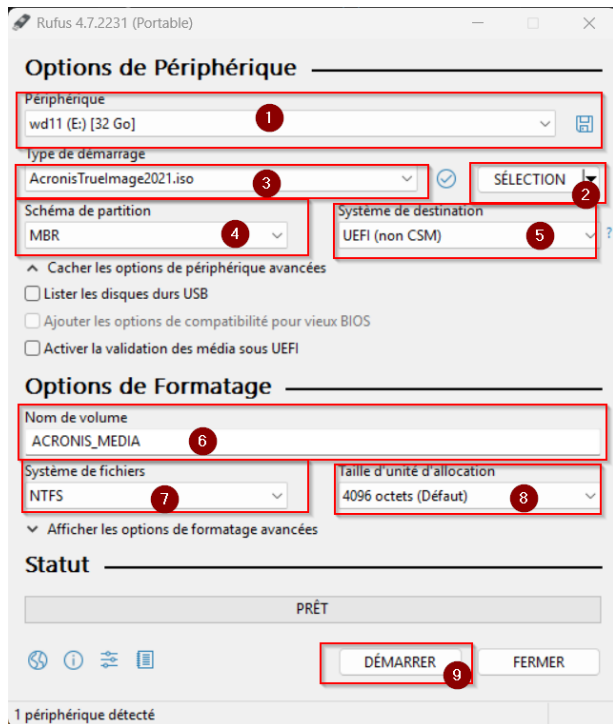 Rufus 4.7.2231 (Portable)
Options de Périphérique
Périphérique
1
wd11 (E:) [32 Go]
Type de démarrage
AcronisTrueImage2021.iso
3
SÉLECTION
2
Schéma de partition
Système de destination
MBR
4
UEFI (non CSM)
5
?
Cacher les options de périphérique avancées
Lister les disques durs USB
Ajouter les options de compatibilité pour vieux BIOS
Activer la validation des média sous UEFI
Options de Formatage
Nom de volume
ACRONIS_MEDIA
6
Système de fichiers
Taille d'unité d'allocation
NTFS
7
4096 octets (Défaut)
8
Afficher les options de formatage avancées
Statut
PRÊT
DÉMARRER
9
FERMER
1 périphérique détecté